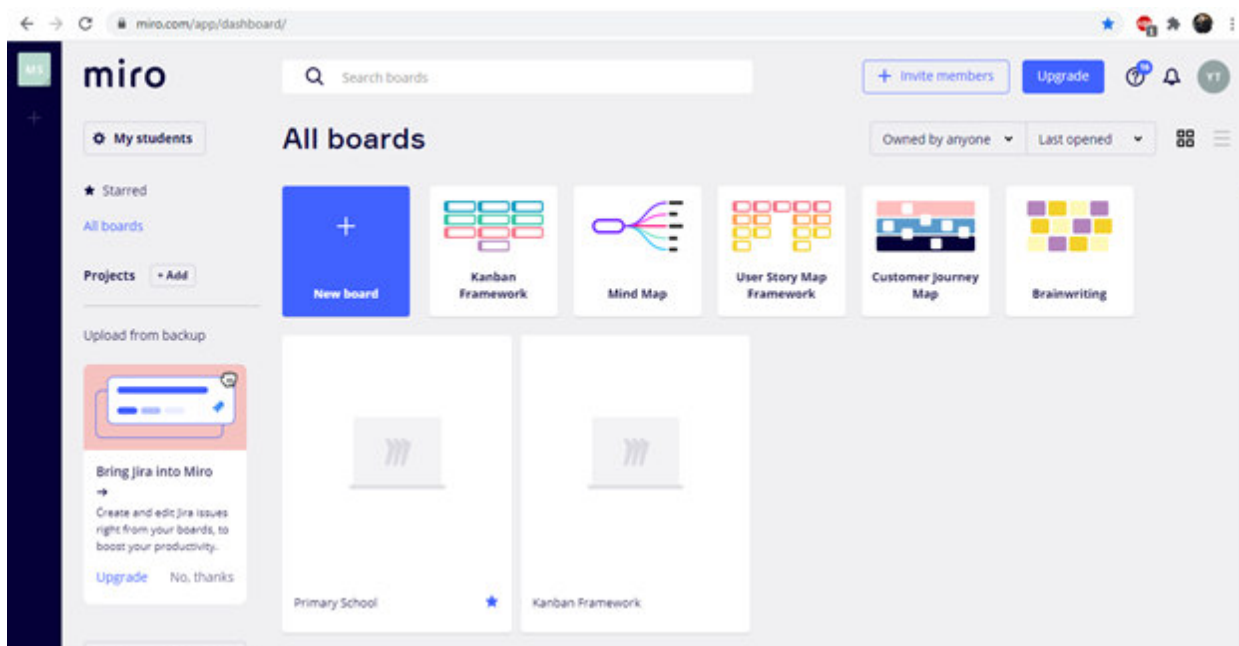 miro.com/app/dashboard/
MS
miro
Search boards
+ Invite members
Upgrade
YT
My students
All boards
Owned by anyone
Last opened
Starred
All boards
Projects
+ Add
New board
Kanban
Framework
Mind Map
User Story Map
Framework
Customer Journey
Map
Brainwriting
Upload from backup
Bring Jira into Miro
→
Create and edit Jira issues
right from your boards, to
boost your productivity.
Upgrade No, thanks
Primary School
Kanban Framework